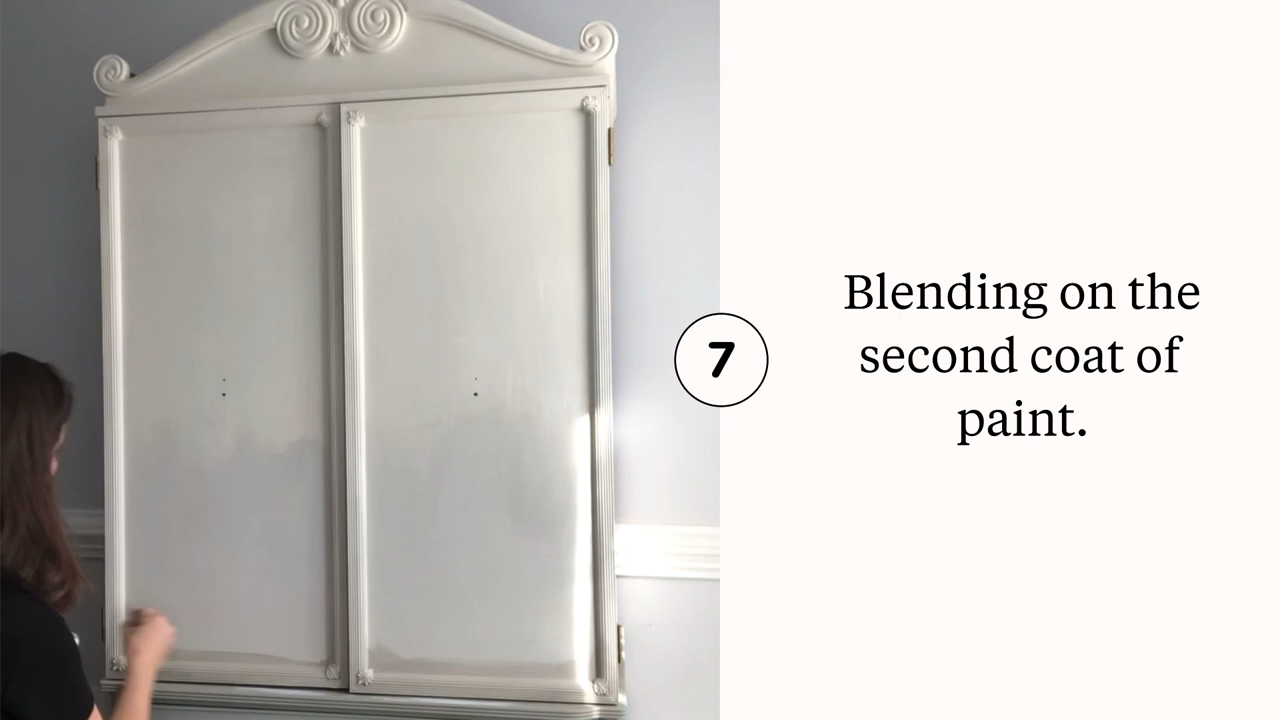 7
Blending on the
second coat of
paint.